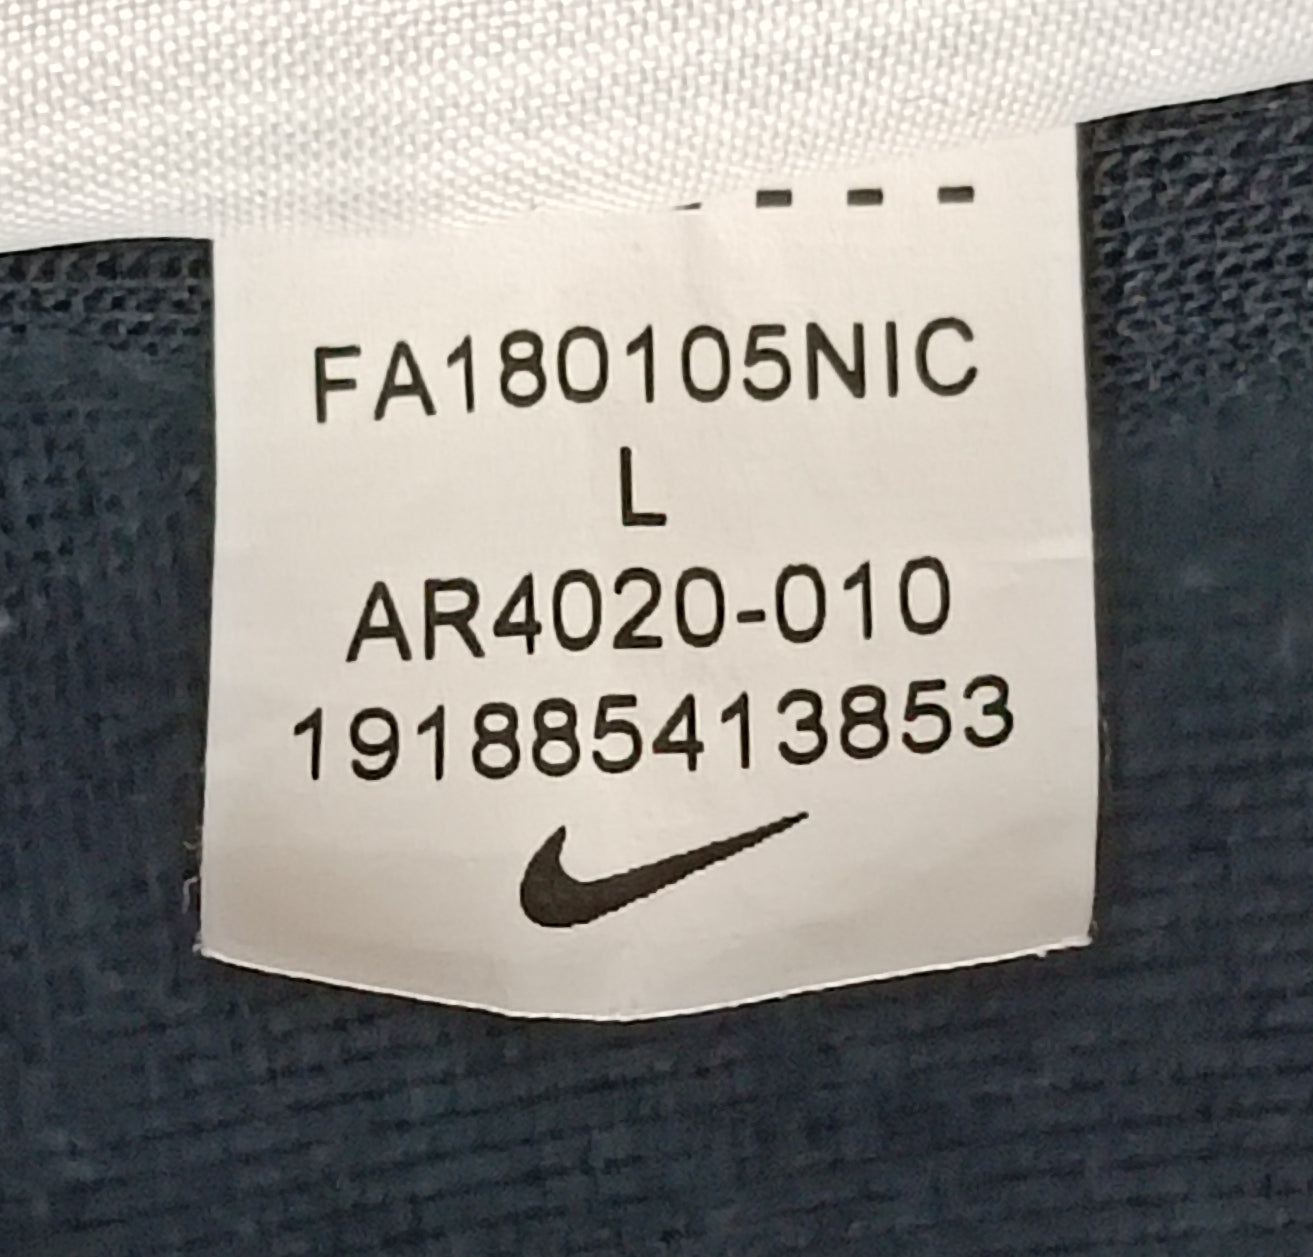 - - -
FA180105NIC
L
AR4020-010
191885413853